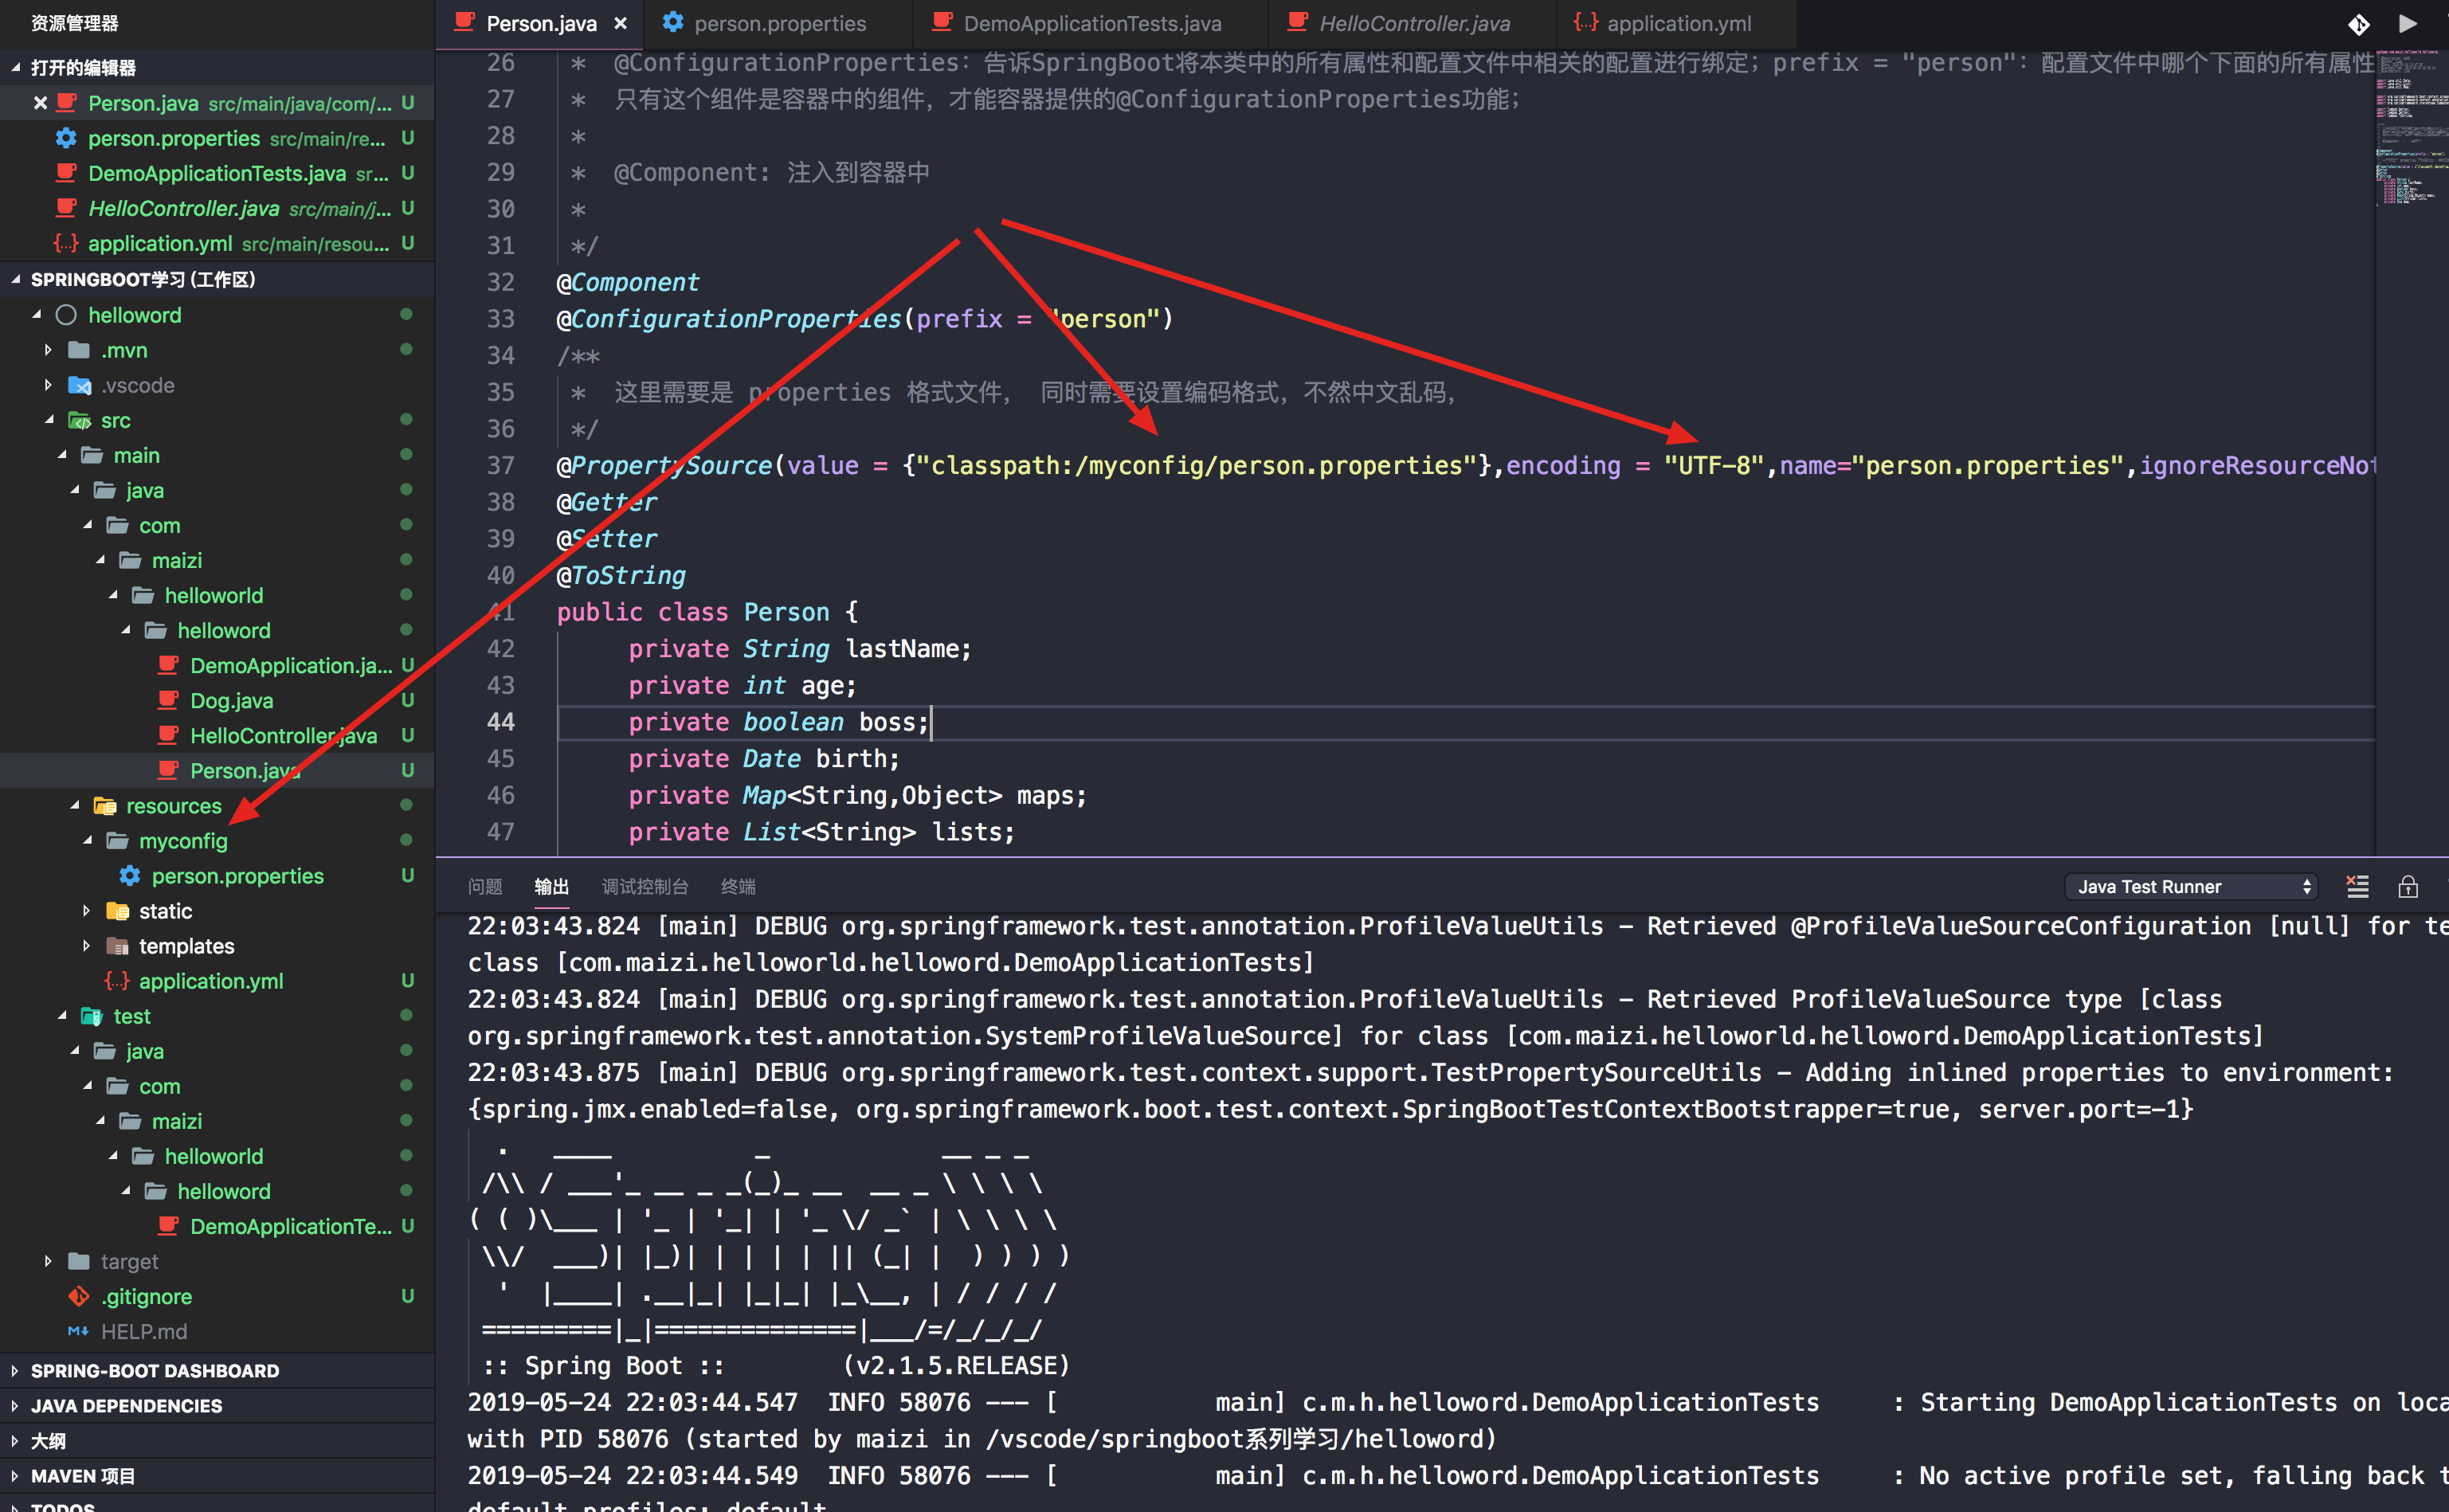 资源管理器
打开的编辑器
Person.java src/main/java/com/... U
person.properties src/main/re... U
DemoApplicationTests.java sr... U
HelloController.java src/main/j... U
application.yml src/main/resou... U
SPRINGBOOT学习 (工作区)
helloword
.mvn
.vscode
src
main
java
com
maizi
helloworld
helloword
DemoApplication.ja... U
Dog.java U
HelloController.java U
Person.java U
resources
myconfig
person.properties U
static
templates
application.yml U
test
java
com
maizi
helloworld
helloword
DemoApplicationTe... U
target
.gitignore U
HELP.md
SPRING-BOOT DASHBOARD
JAVA DEPENDENCIES
大纲
MAVEN 项目
TODOS
Person.java
person.properties
DemoApplicationTests.java
HelloController.java
application.yml
26 * @ConfigurationProperties: 告诉SpringBoot将本类中的所有属性和配置文件中相关的配置进行绑定；prefix = "person": 配置文件中哪个下面的所有属性
27 * 只有这个组件是容器中的组件，才能容器提供的@ConfigurationProperties功能；
28 *
29 * @Component: 注入到容器中
30 *
31 */
32 @Component
33 @ConfigurationProperties(prefix = "person")
34 /**
35 * 这里需要是 properties 格式文件， 同时需要设置编码格式，不然中文乱码，
36 */
37 @PropertySource(value = {"classpath:/myconfig/person.properties"},encoding = "UTF-8",name="person.properties",ignoreResourceNot
38 @Getter
39 @Setter
40 @ToString
41 public class Person {
42 private String lastName;
43 private int age;
44 private boolean boss;
45 private Date birth;
46 private Map<String,Object> maps;
47 private List<String> lists;
问题 输出 调试控制台 终端
Java Test Runner
22:03:43.824 [main] DEBUG org.springframework.test.annotation.ProfileValueUtils - Retrieved @ProfileValueSourceConfiguration [null] for te
class [com.maizi.helloworld.helloword.DemoApplicationTests]
22:03:43.824 [main] DEBUG org.springframework.test.annotation.ProfileValueUtils - Retrieved ProfileValueSource type [class
org.springframework.test.annotation.SystemProfileValueSource] for class [com.maizi.helloworld.helloword.DemoApplicationTests]
22:03:43.875 [main] DEBUG org.springframework.test.context.support.TestPropertySourceUtils - Adding inlined properties to environment:
{spring.jmx.enabled=false, org.springframework.boot.test.context.SpringBootTestContextBootstrapper=true, server.port=-1}
  .   ____          _            __ _ _
 /\\ / ___'_ __ _ _(_)_ __  __ _ \ \ \ \
( ( )\___ | '_ | '_| | '_ \/ _` | \ \ \ \
 \\/  ___)| |_)| | | | | || (_| |  ) ) ) )
  '  |____| .__|_| |_|_| |_\__, | / / / /
 =========|_|==============|___/=/_/_/_/
 :: Spring Boot ::        (v2.1.5.RELEASE)
2019-05-24 22:03:44.547  INFO 58076 --- [           main] c.m.h.helloword.DemoApplicationTests     : Starting DemoApplicationTests on loca
with PID 58076 (started by maizi in /vscode/springboot系列学习/helloword)
2019-05-24 22:03:44.549  INFO 58076 --- [           main] c.m.h.helloword.DemoApplicationTests     : No active profile set, falling back t
default profiles: default